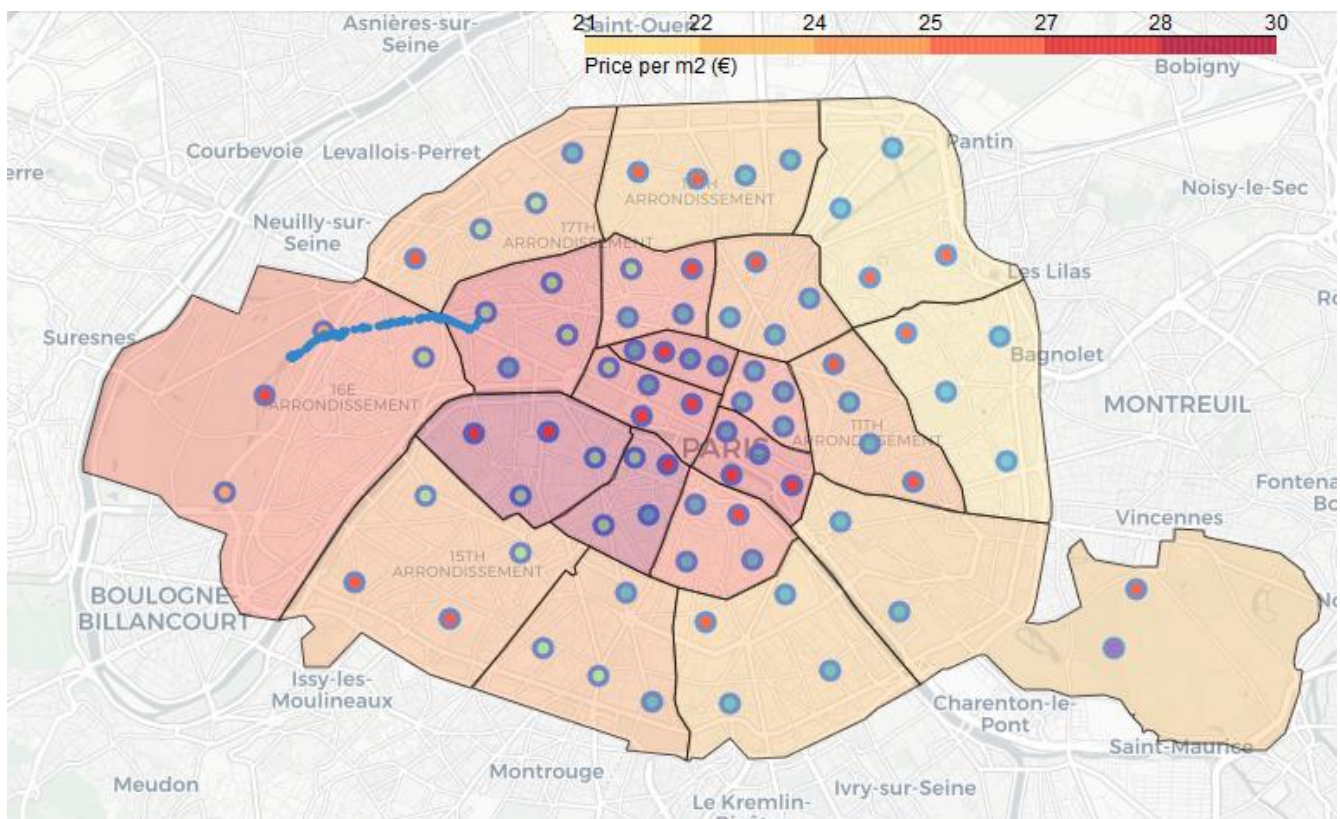 Asnières-sur-
Seine
Saint-Ouen
21 22 24 25 27 28 30
Price per m2 (€)
Bobigny
Courbevoie
Levallois-Perret
Pantin
erre
Noisy-le-Sec
ARRONDISSEMENT
Neuilly-sur-
Seine
17TH
ARRONDISSEMENT
Les Lilas
Suresnes
Bagnolet
16E
ARRONDISSEMENT
MONTREUIL
11TH
ARRONDISSEMENT
PARIS
Fontena
Vincennes
15TH
ARRONDISSEMENT
BOULOGNE-
BILLANCOURT
Issy-les-
Moulineaux
Charenton-le-
Pont
Saint-Maurice
Meudon
Montrouge
Ivry-sur-Seine
Le Kremlin-